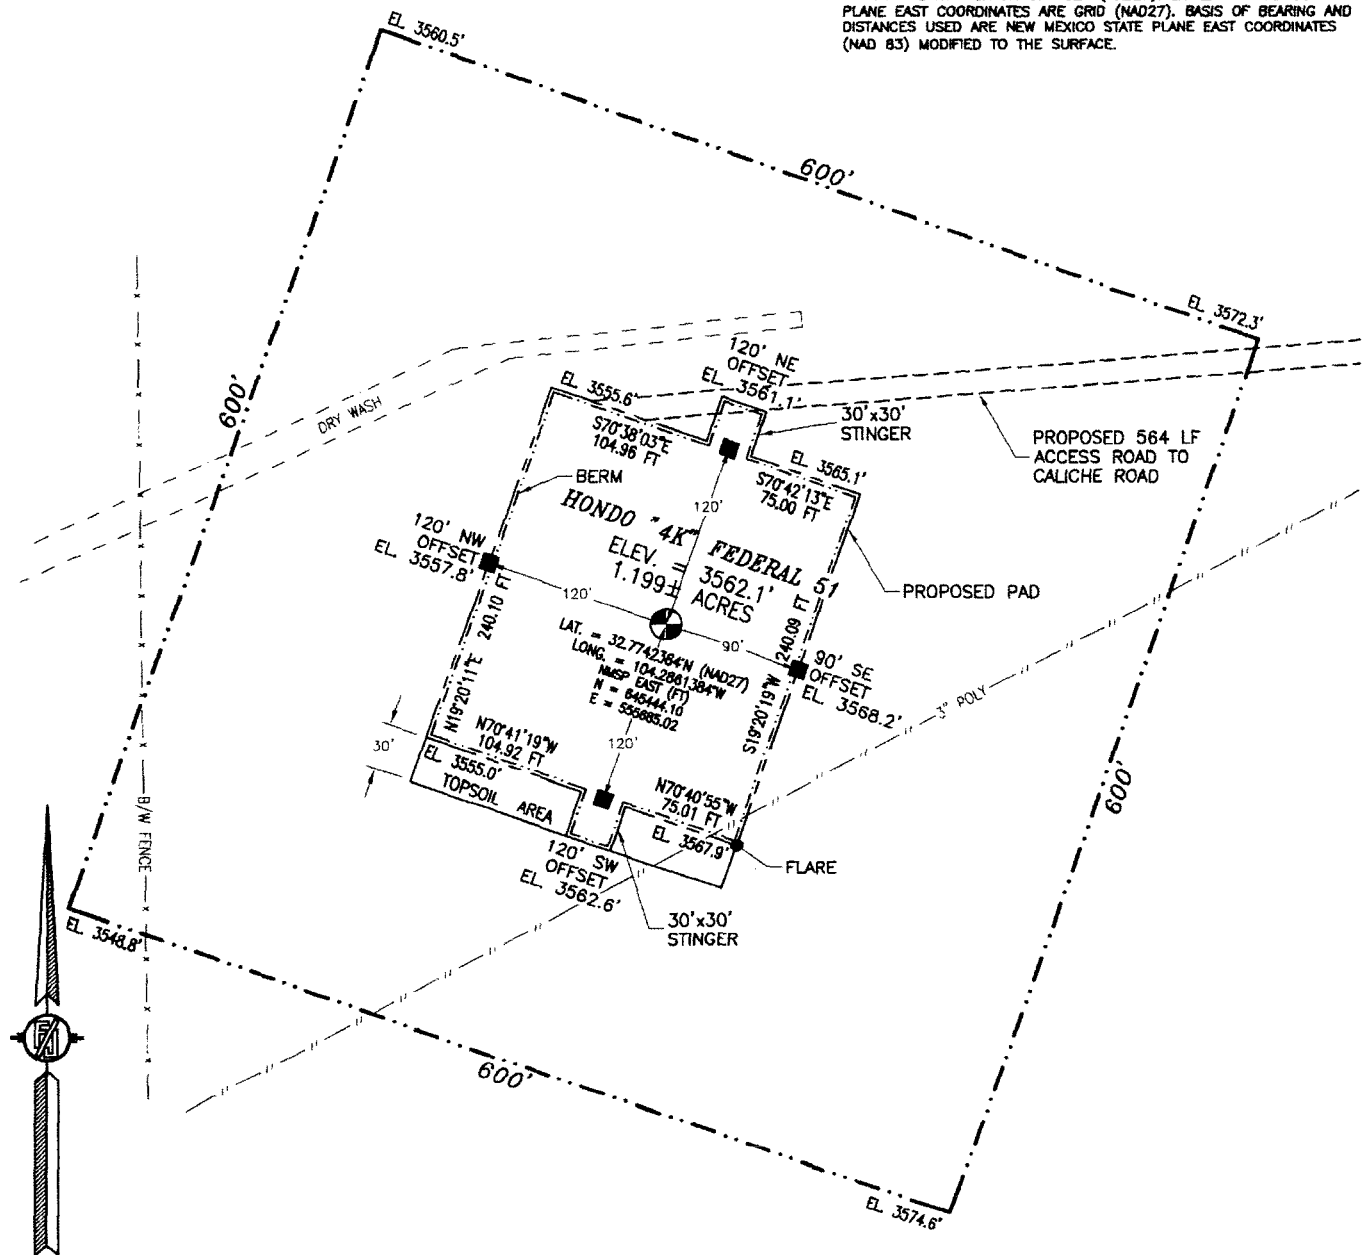 PLANE EAST COORDINATES ARE GRID (NAD27). BASIS OF BEARING AND
DISTANCES USED ARE NEW MEXICO STATE PLANE EAST COORDINATES
(NAD 83) MODIFIED TO THE SURFACE.
EL. 3560.5'
600'
EL. 3572.3'
600'
DRY WASH
120' NE
OFFSET
EL. 3561.1'
EL. 3555.6'
30'x30'
STINGER
S70°38'03"E
104.96 FT
EL. 3565.1'
S70°42'13"E
75.00 FT
PROPOSED 564 LF
ACCESS ROAD TO
CALICHE ROAD
BERM
120'
HONDO "4K" FEDERAL 51
ELEV. = 3562.1'
1.199± ACRES
120' NW
OFFSET
EL. 3557.8'
PROPOSED PAD
120'
90'
N19°20'11"E 240.10 FT
S19°20'19"W 240.09 FT
LAT. = 32.7742364°N (NAD27)
LONG. = 104.2861384°W
NMSP EAST (FT)
N = 645444.10
E = 555685.02
90' SE
OFFSET
EL. 3568.2'
3" POLY
30'
N70°41'19"W
104.92 FT
120'
EL. 3555.0'
TOPSOIL AREA
N70°40'55"W
75.01 FT
EL. 3567.9'
600'
B/W FENCE
120' SW
OFFSET
EL. 3562.6'
FLARE
30'x30'
STINGER
EL. 3548.8'
600'
EL. 3574.6'